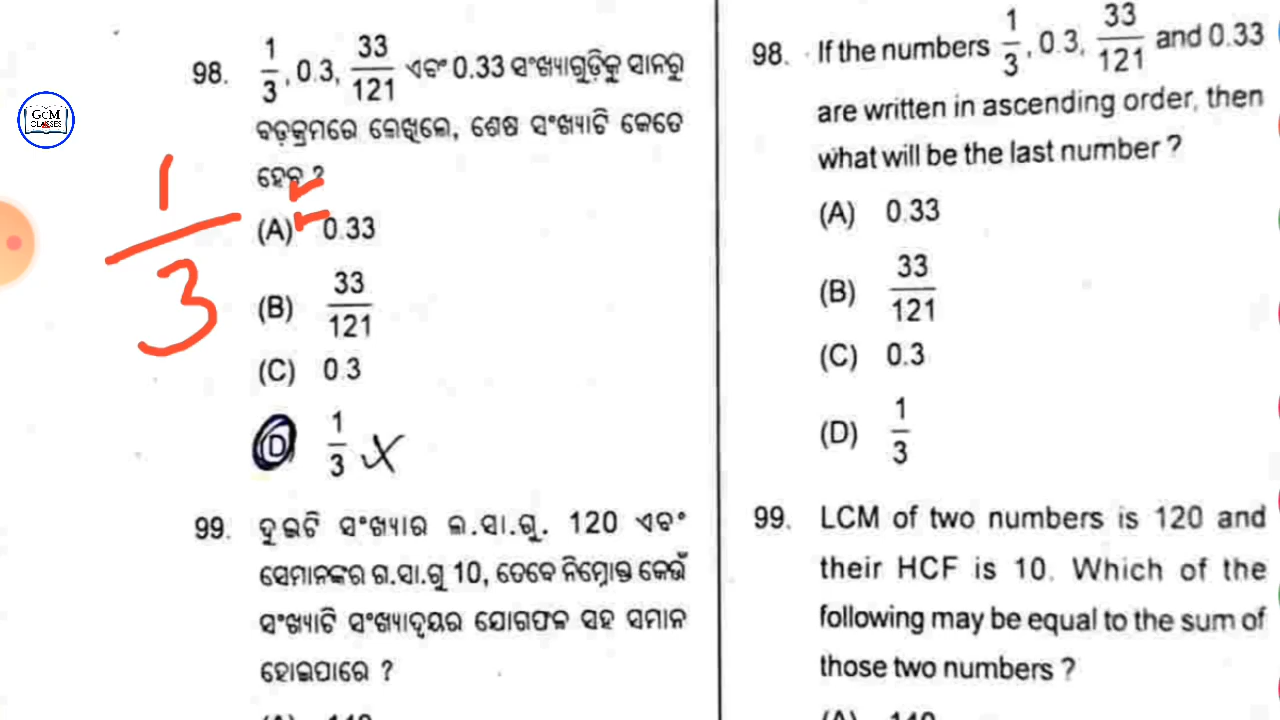 GCM
CLASSES
98. 1/3, 0.3, 33/121 ଏବଂ 0.33 ସଂଖ୍ୟାଗୁଡ଼ିକୁ ସାନରୁ
ବଡ଼କ୍ରମରେ ଲେଖିଲେ, ଶେଷ ସଂଖ୍ୟାଟି କେତେ
ହେବ ?
(A) 0.33
(B) 33/121
(C) 0.3
(D) 1/3 X
1/3
99. ଦୁଇଟି ସଂଖ୍ୟାର ଲ.ସା.ଗୁ. 120 ଏବଂ
ସେମାନଙ୍କର ଗ.ସା.ଗୁ 10, ତେବେ ନିମ୍ନୋକ୍ତ କେଉଁ
ସଂଖ୍ୟାଟି ସଂଖ୍ୟାଦ୍ୱୟର ଯୋଗଫଳ ସହ ସମାନ
ହୋଇପାରେ ?
(A) 140
98. If the numbers 1/3, 0.3, 33/121 and 0.33
are written in ascending order, then
what will be the last number ?
(A) 0.33
(B) 33/121
(C) 0.3
(D) 1/3
99. LCM of two numbers is 120 and
their HCF is 10. Which of the
following may be equal to the sum of
those two numbers ?
(A) 140